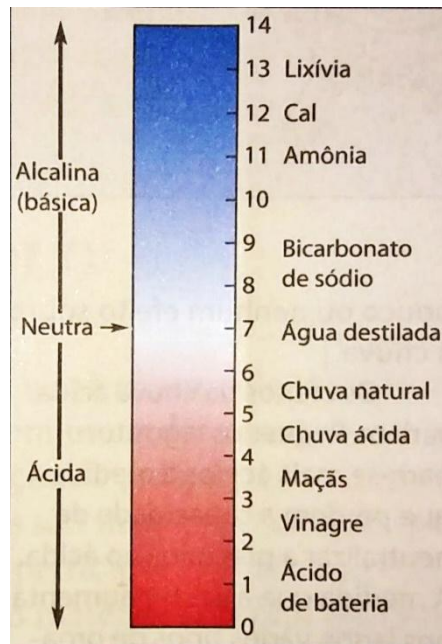 14
13 Lixívia
12 Cal
11 Amônia
Alcalina
(básica)
10
9
Bicarbonato
de sódio
8
Neutra
7 Água destilada
6
Chuva natural
5
Chuva ácida
4
Ácida
Maçãs
3
Vinagre
2
1
Ácido
de bateria
0